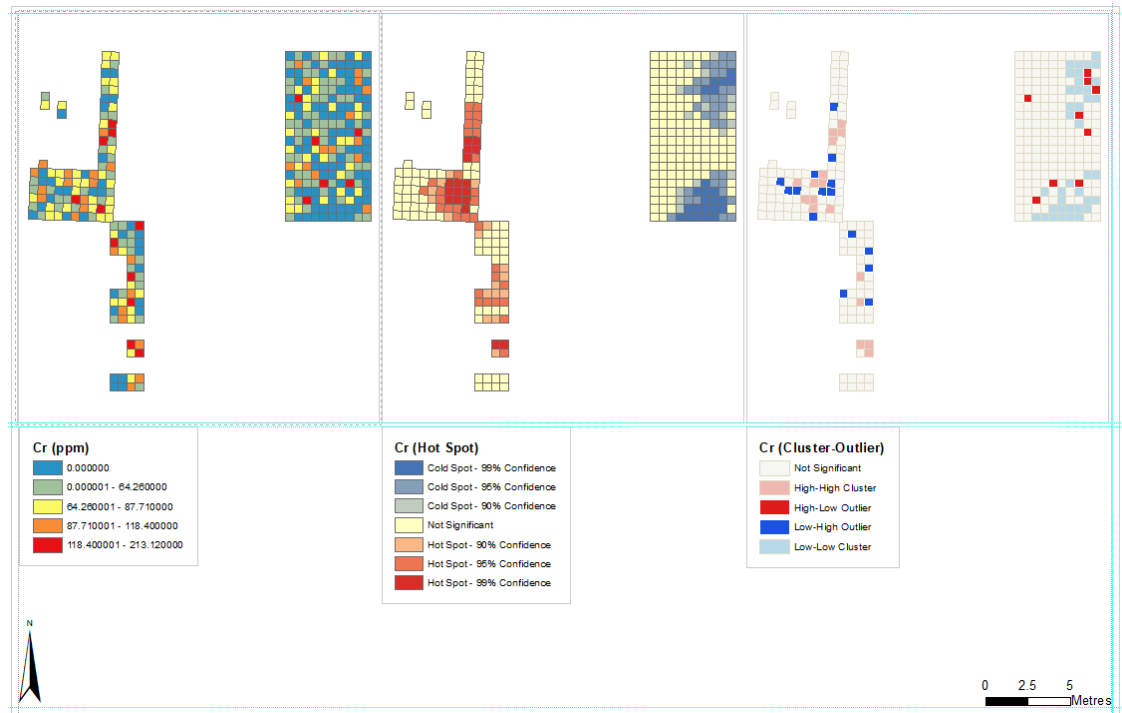 Cr (ppm)
0.000000
0.000001 - 64.260000
64.260001 - 87.710000
87.710001 - 118.400000
118.400001 - 213.120000
Cr (Hot Spot)
Cold Spot - 99% Confidence
Cold Spot - 95% Confidence
Cold Spot - 90% Confidence
Not Significant
Hot Spot - 90% Confidence
Hot Spot - 95% Confidence
Hot Spot - 99% Confidence
Cr (Cluster-Outlier)
Not Significant
High-High Cluster
High-Low Outlier
Low-High Outlier
Low-Low Cluster
N
0 2.5 5
Metres